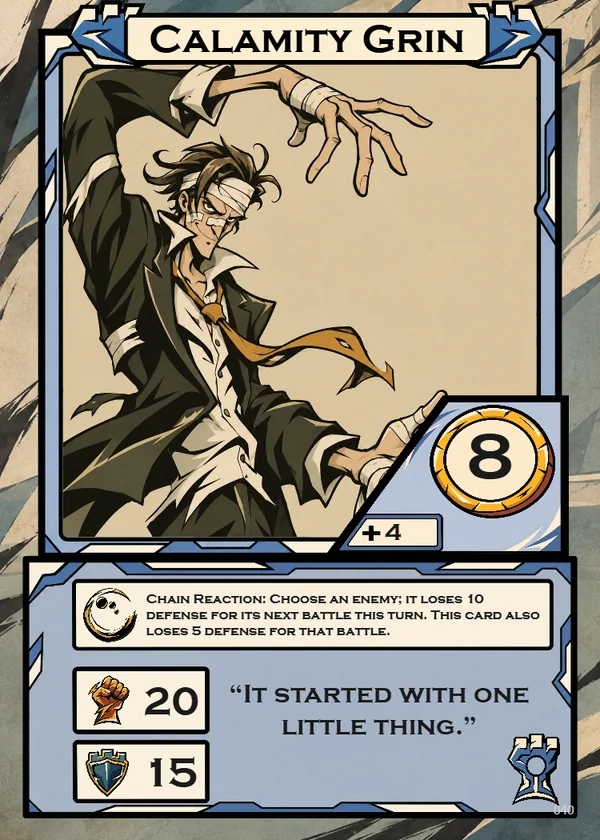 Calamity Grin
8
+4
Chain Reaction: Choose an enemy; it loses 10
defense for its next battle this turn. This card also
loses 5 defense for that battle.
20
15
“It started with one
little thing.”
040